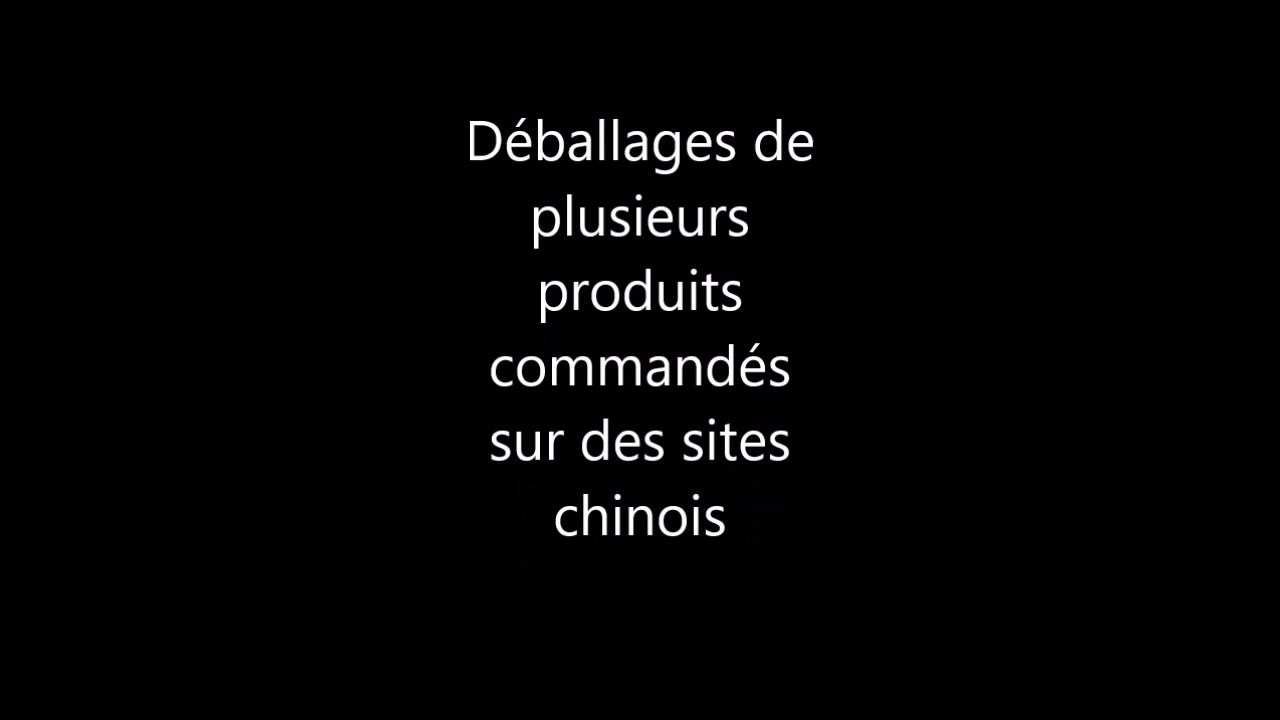 Déballages de
plusieurs
produits
commandés
sur des sites
chinois